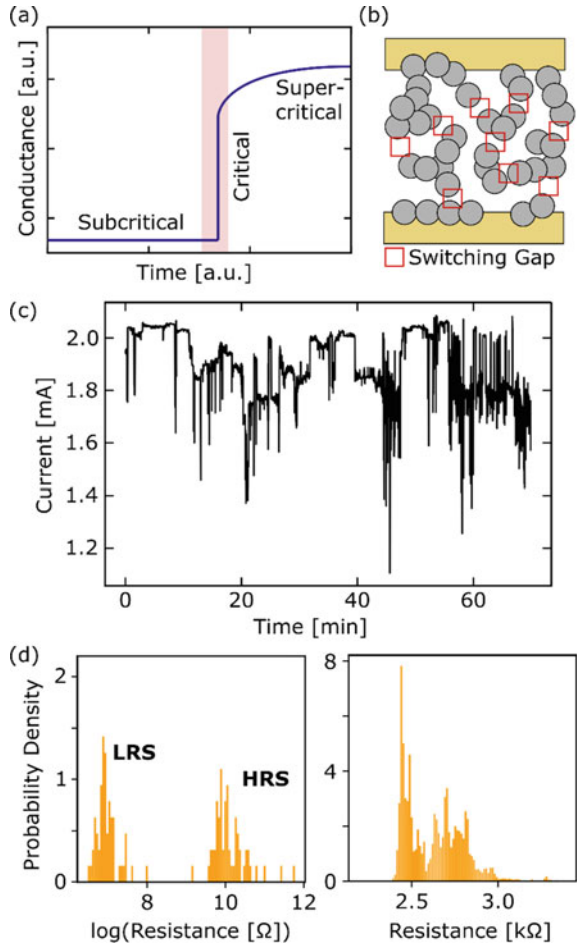 (a)
Conductance [a.u.]
Subcritical
Critical
Super-
critical
Time [a.u.]
(b)
Switching Gap
(c)
Current [mA]
2.0
1.8
1.6
1.4
1.2
0
20
40
60
Time [min]
(d)
Probability Density
2
1
0
LRS
HRS
8
10
12
log(Resistance [Ω])
8
4
0
2.5
3.0
Resistance [kΩ]